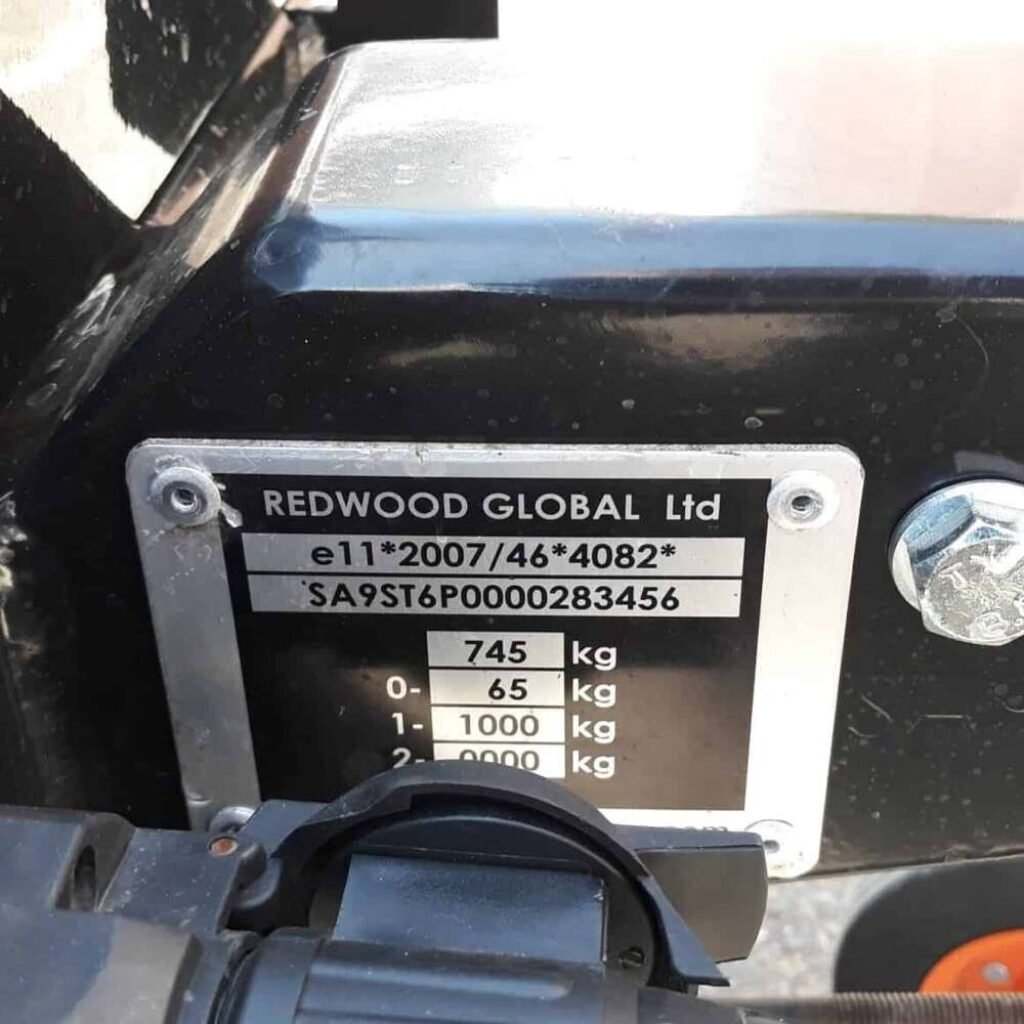 REDWOOD GLOBAL Ltd
e11*2007/46*4082*
SA9ST6P0000283456
745 kg
0- 65 kg
1- 1000 kg
2- 0000 kg